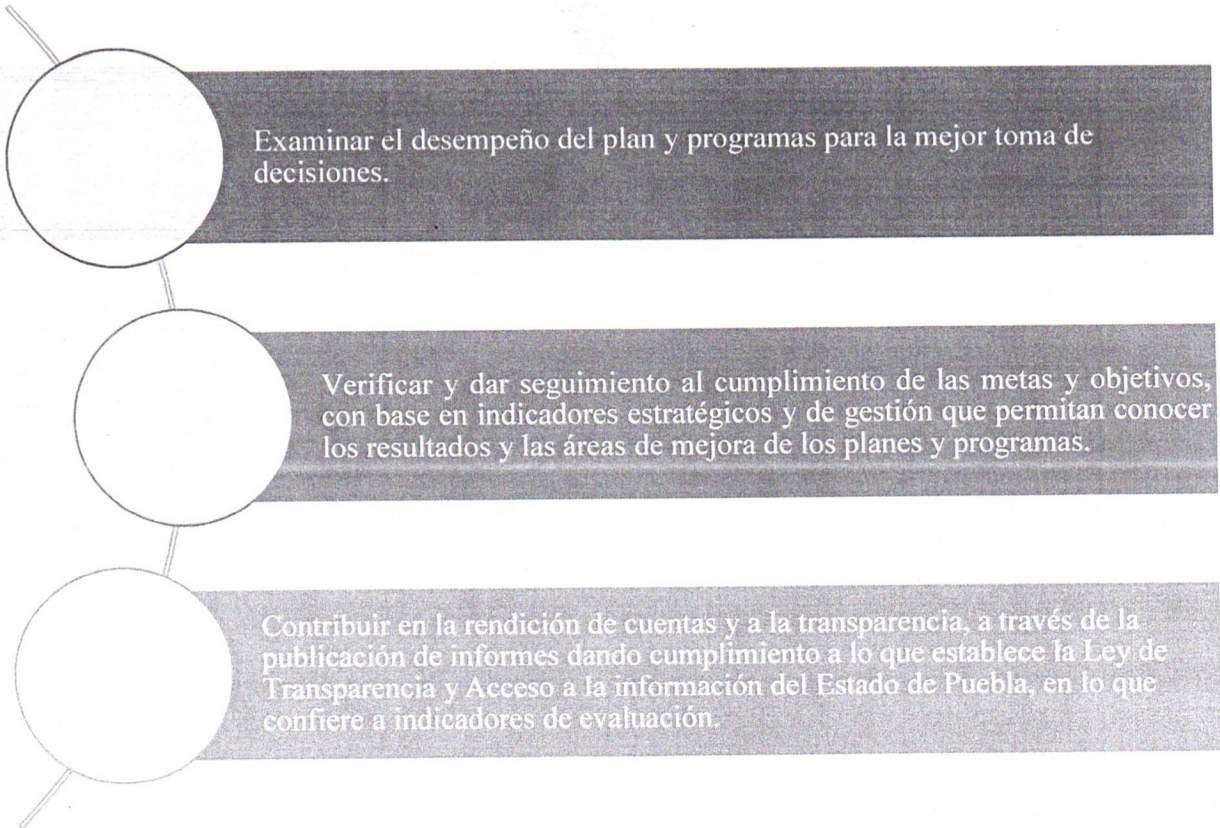 Examinar el desempeño del plan y programas para la mejor toma de
decisiones.
Verificar y dar seguimiento al cumplimiento de las metas y objetivos,
con base en indicadores estratégicos y de gestión que permitan conocer
los resultados y las áreas de mejora de los planes y programas.
Contribuir en la rendición de cuentas y a la transparencia, a través de la
publicación de informes dando cumplimiento a lo que establece la Ley de
Transparencia y Acceso a la información del Estado de Puebla, en lo que
confiere a indicadores de evaluación.